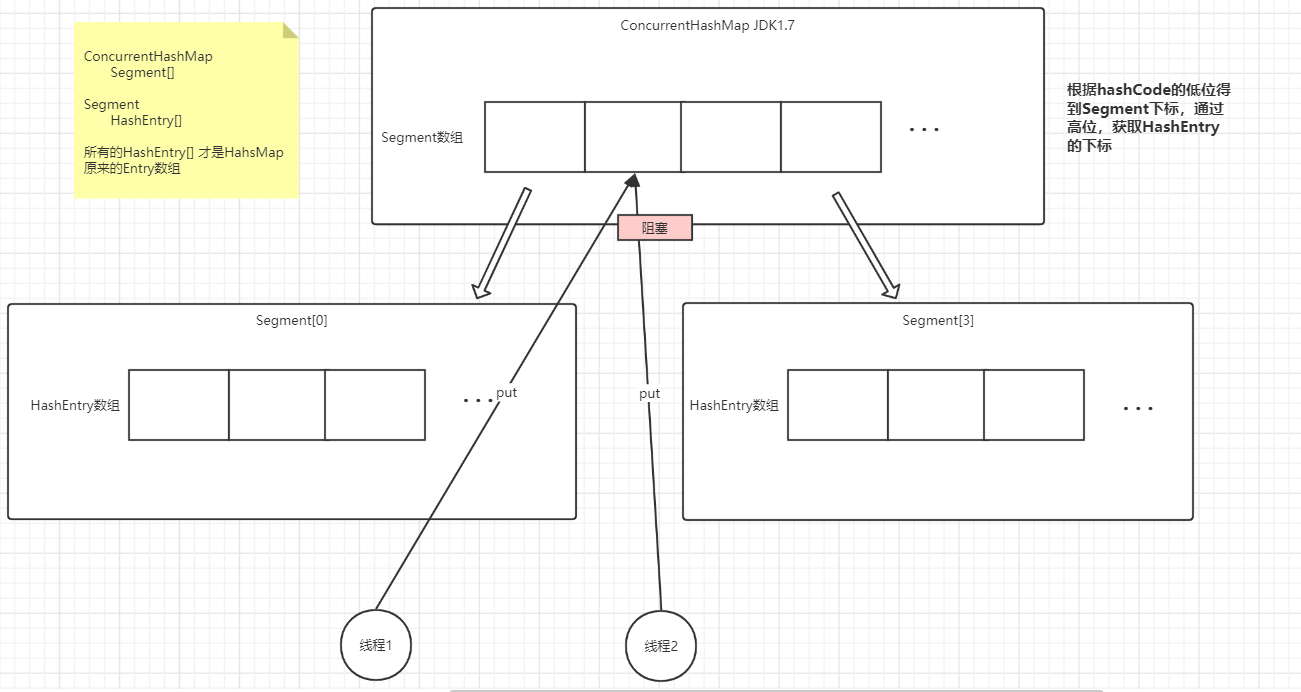 ConcurrentHashMap
Segment[]
Segment
HashEntry[]
所有的HashEntry[] 才是HahsMap
原来的Entry数组
ConcurrentHashMap JDK1.7
Segment数组
...
根据hashCode的低位得
到Segment下标，通过
高位，获取HashEntry
的下标
阻塞
Segment[0]
HashEntry数组
...
put
put
Segment[3]
HashEntry数组
...
线程1
线程2